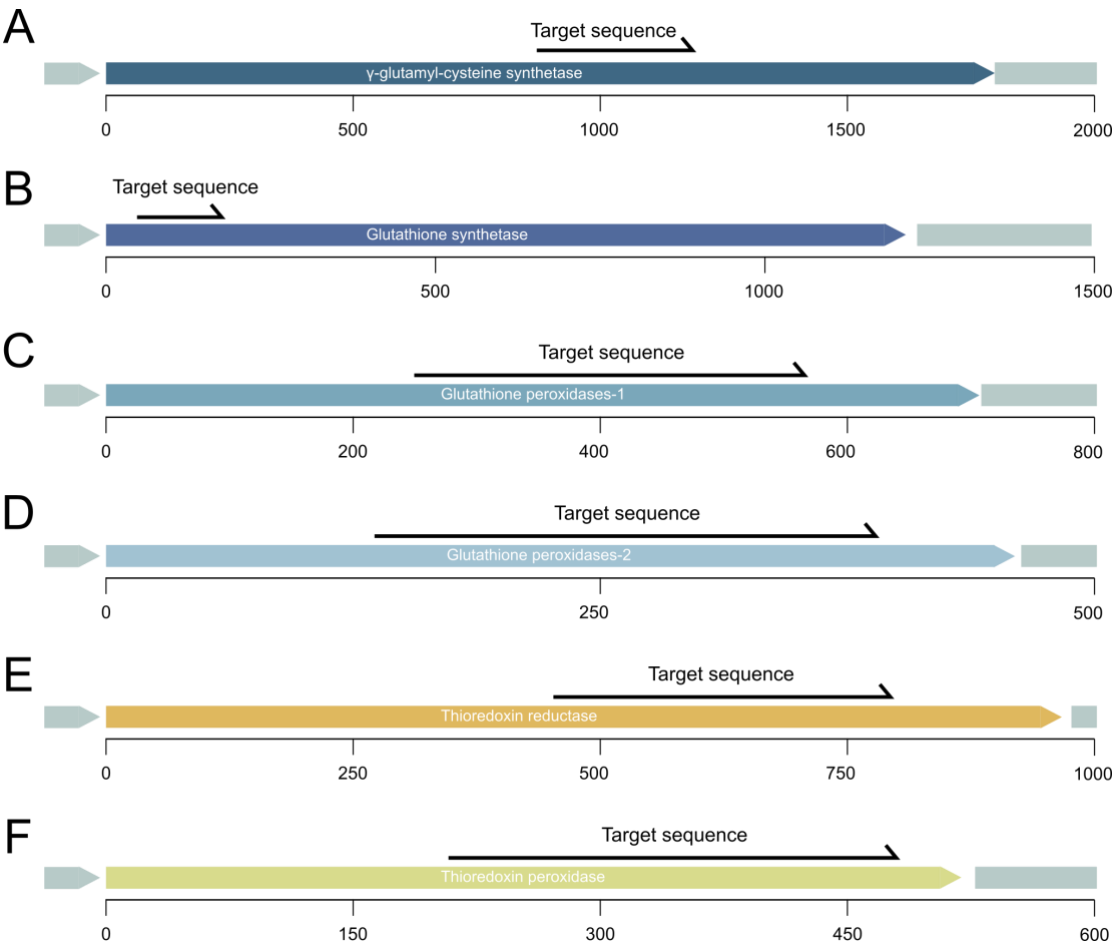 A
Target sequence
γ-glutamyl-cysteine synthetase
0 500 1000 1500 2000
B
Target sequence
Glutathione synthetase
0 500 1000 1500
C
Target sequence
Glutathione peroxidases-1
0 200 400 600 800
D
Target sequence
Glutathione peroxidases-2
0 250 500
E
Target sequence
Thioredoxin reductase
0 250 500 750 1000
F
Target sequence
Thioredoxin peroxidase
0 150 300 450 600